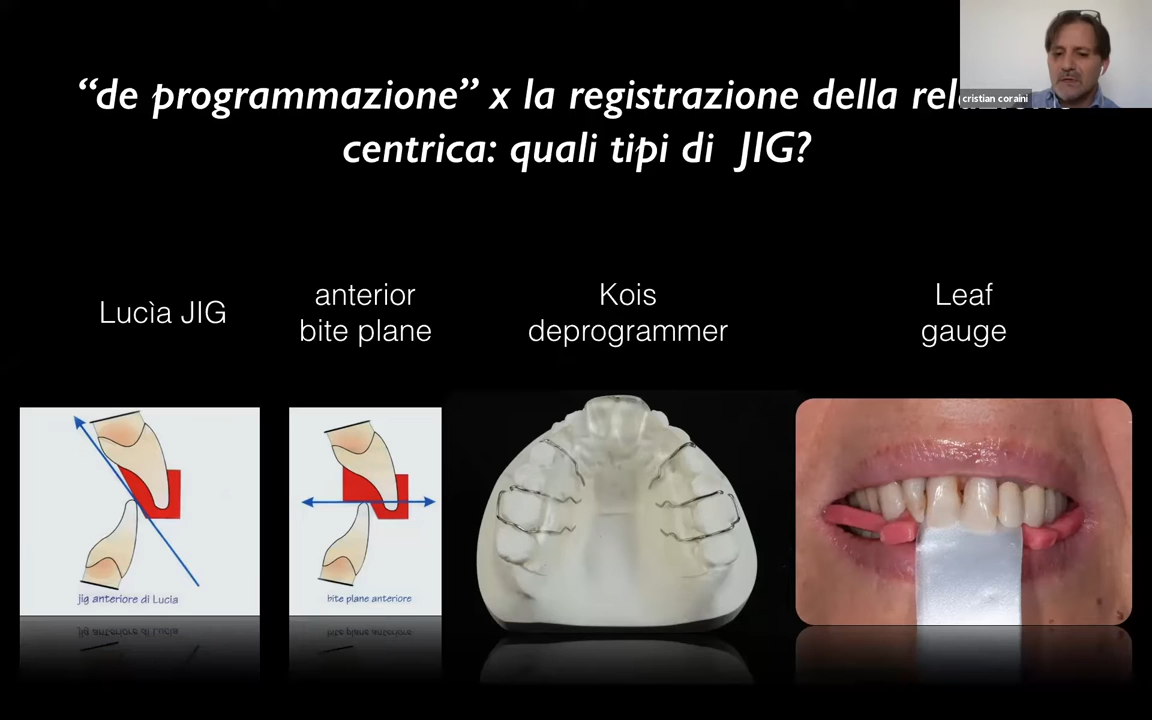 “de programmazione” x la registrazione della
centrica: quali tipi di JIG?
cristian coraini
Lucìa JIG
anterior
bite plane
Kois
deprogrammer
Leaf
gauge
jig anteriore di Lucia
bite plane anteriore